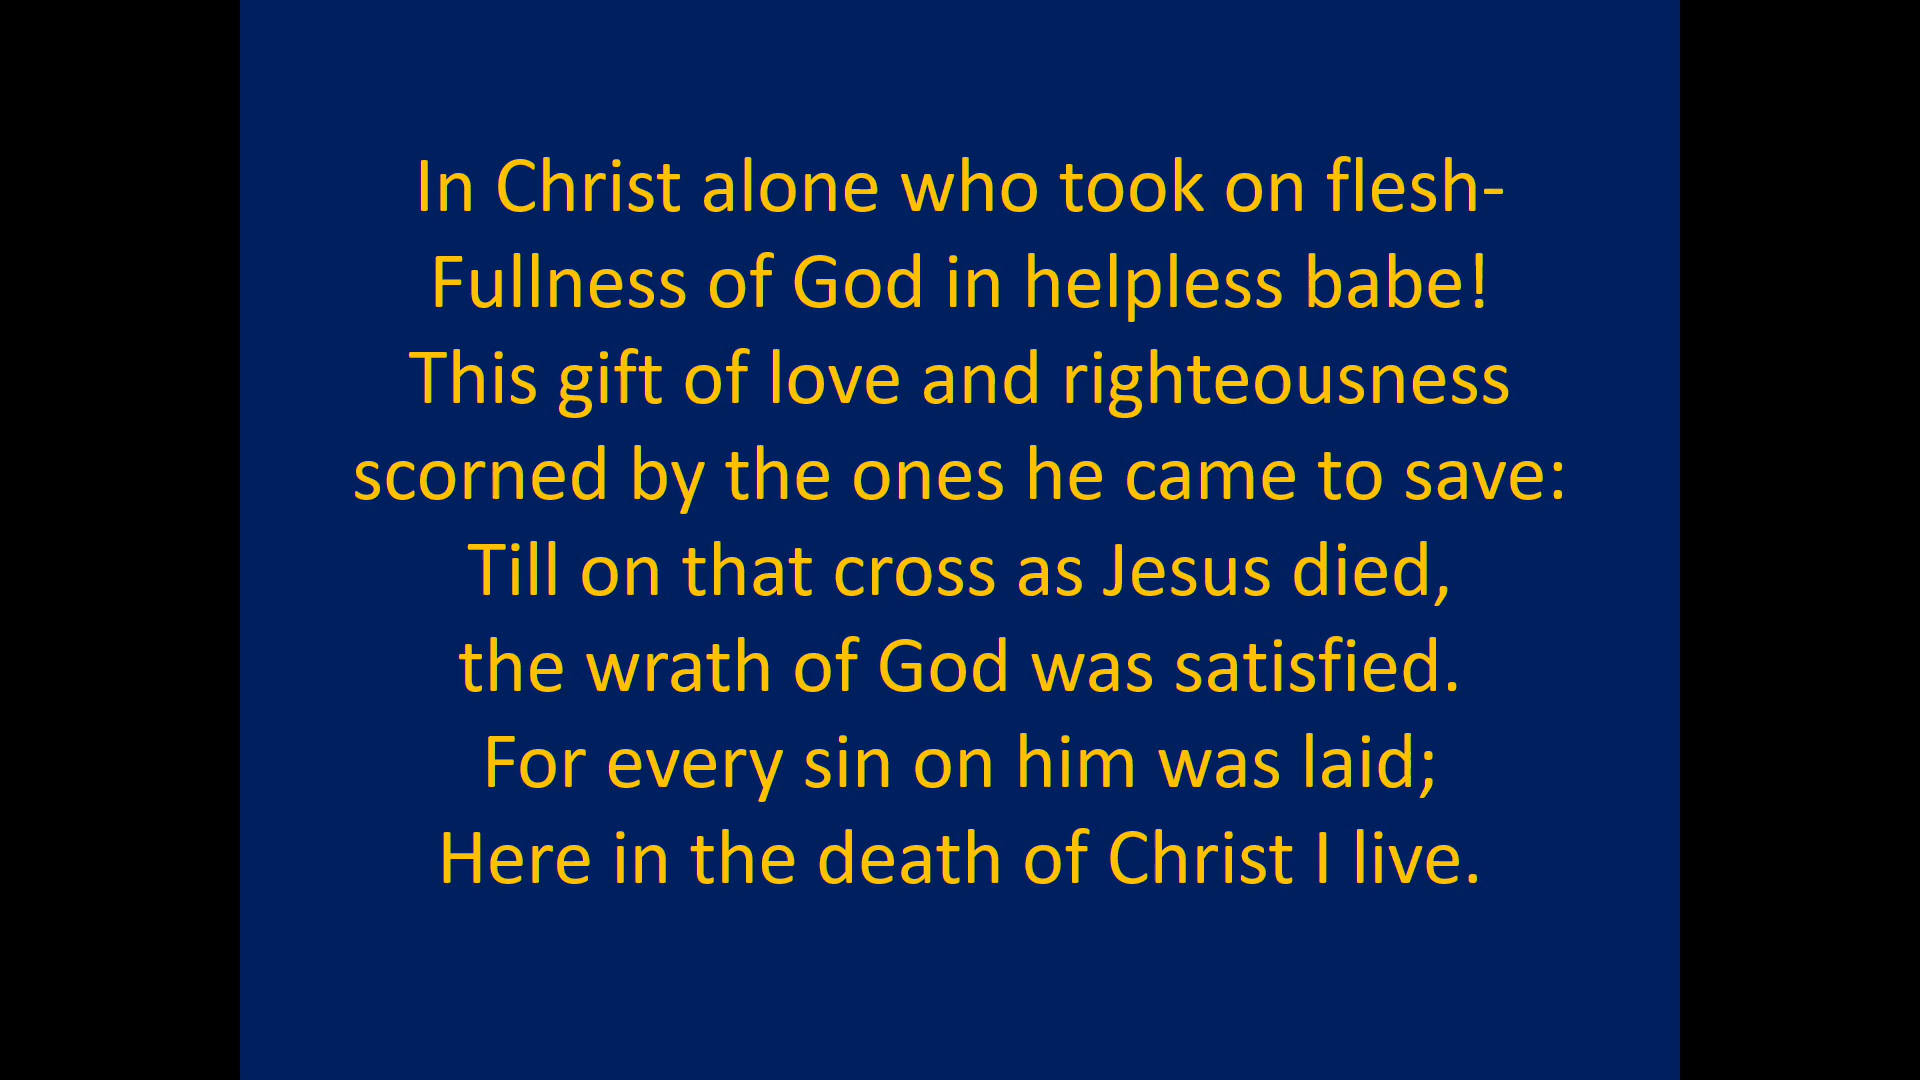 In Christ alone who took on flesh-
Fullness of God in helpless babe!
This gift of love and righteousness
scorned by the ones he came to save:
Till on that cross as Jesus died,
the wrath of God was satisfied.
For every sin on him was laid;
Here in the death of Christ I live.